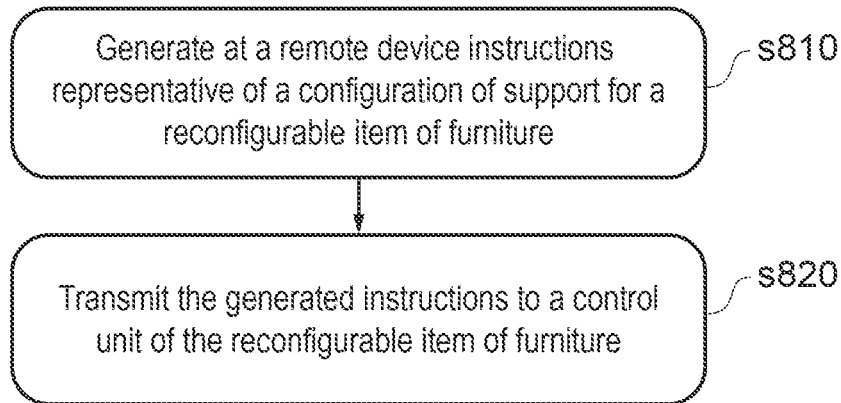 Generate at a remote device instructions
s810
representative of a configuration of support for a
reconfigurable item of furniture
s820
Transmit the generated instructions to a control
unit of the reconfigurable item of furniture